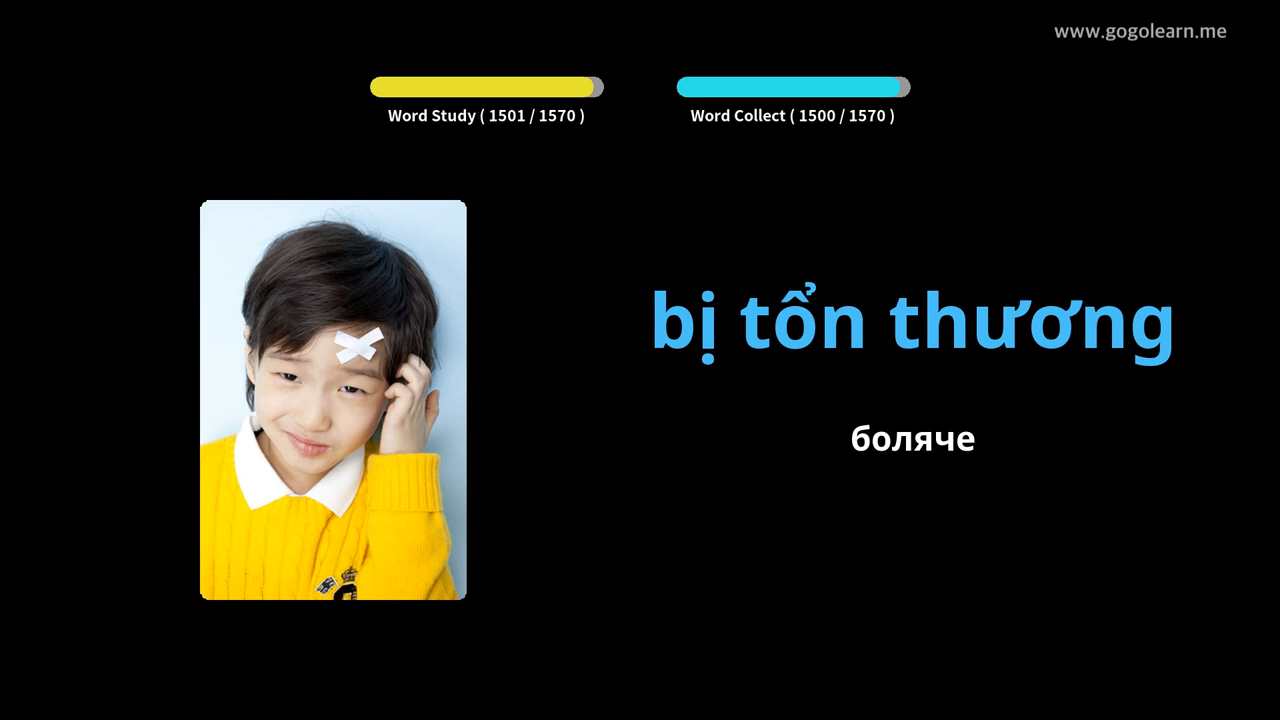 www.gogolearn.me
Word Study ( 1501 / 1570 )
Word Collect ( 1500 / 1570 )
bị tổn thương
боляче